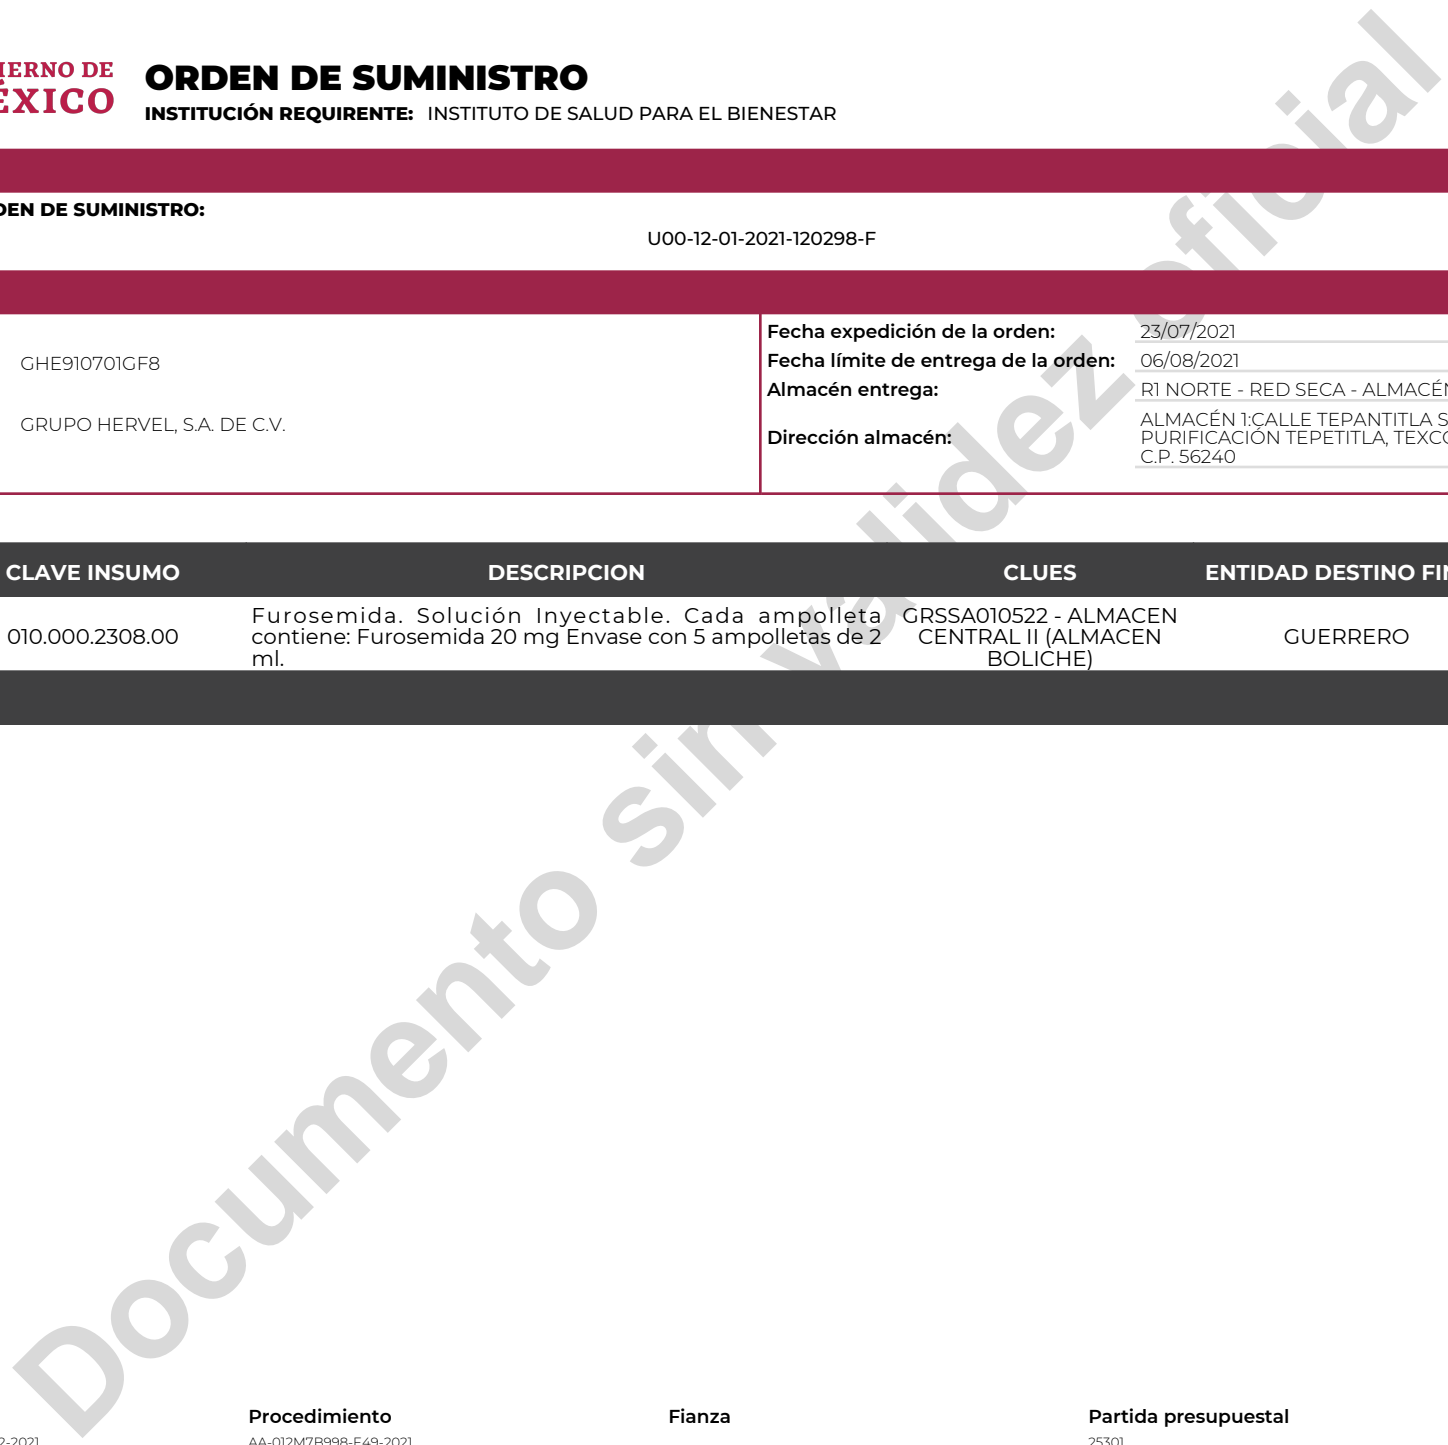 IERNO DE
ÉXICO
ORDEN DE SUMINISTRO
INSTITUCIÓN REQUIRENTE: INSTITUTO DE SALUD PARA EL BIENESTAR
DEN DE SUMINISTRO:
U00-12-01-2021-120298-F
GHE910701GF8
GRUPO HERVEL, S.A. DE C.V.
Fecha expedición de la orden: 23/07/2021
Fecha límite de entrega de la orden: 06/08/2021
Almacén entrega: R1 NORTE - RED SECA - ALMACÉN
Dirección almacén:
ALMACÉN 1:CALLE TEPANTITLA S
PURIFICACIÓN TEPETITLA, TEXCO
C.P. 56240
CLAVE INSUMO DESCRIPCION CLUES ENTIDAD DESTINO FIN
010.000.2308.00
Furosemida. Solución Inyectable. Cada ampolleta
contiene: Furosemida 20 mg Envase con 5 ampolletas de 2
ml.
GRSSA010522 - ALMACEN
CENTRAL II (ALMACEN
BOLICHE)
GUERRERO
Documento sin validez oficial
Procedimiento Fianza Partida presupuestal
2-2021 AA-012M7B998-E49-2021 25301